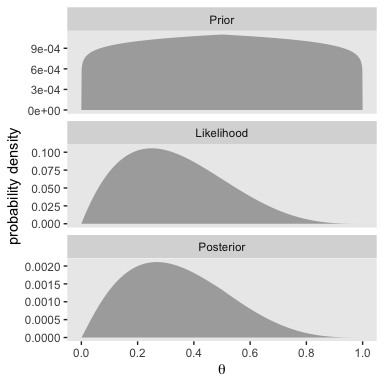 Prior
9e-04
6e-04
3e-04
0e+00
Likelihood
0.100
0.075
0.050
0.025
0.000
Posterior
0.0020
0.0015
0.0010
0.0005
0.0000
0.0 0.2 0.4 0.6 0.8 1.0
θ
probability density